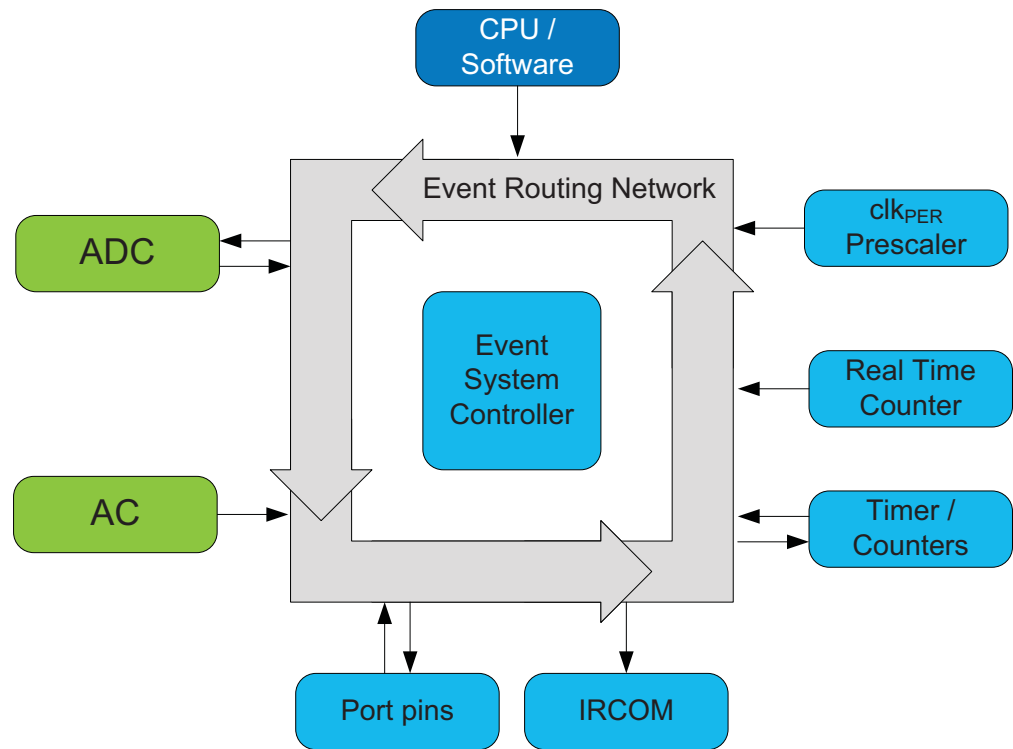 CPU /
Software
Event Routing Network
clkPER
Prescaler
ADC
Event
System
Controller
Real Time
Counter
AC
Timer /
Counters
Port pins
IRCOM